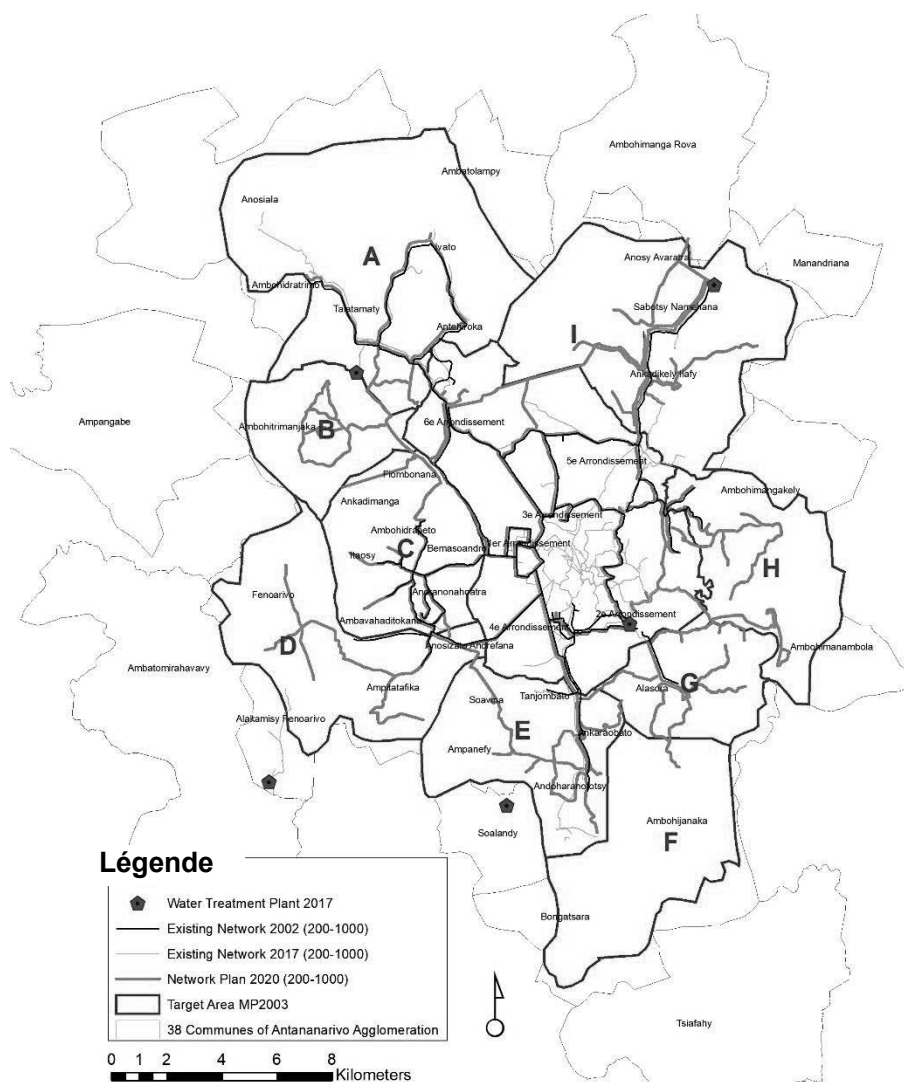 Ambohimanga Rova
Ambatolampy
Anosiala
A
Ivato
Anosy Avaratra
Manandriana
Ambohidratrimo
Talatamaty
Sabotsy Namehana
Antehiroka
I
Ankadikely Ilafy
Ampangabe
Ambohitrimanjaka
B
6e Arrondissement
Fiombonana
5e Arrondissement
Ambohimangakely
Ankadimanga
3e Arrondissement
Ambohidrapeto
1er Arrondissement
Itaosy
C
Bemasoandro
H
Fenoarivo
Andranonahoatra
2e Arrondissement
Ambavahaditokana
4e Arrondissement
D
Anosizato Andrefana
Ambohimanambola
Ambatomirahavavy
Ampitatafika
Alasora
G
Soavina
Tanjombato
Alakamisy Fenoarivo
E
Ankaraobato
Ampanefy
Andoharanofotsy
Soalandy
Ambohijanaka
F
Bongatsara
Tsiafahy
Légende
Water Treatment Plant 2017
Existing Network 2002 (200-1000)
Existing Network 2017 (200-1000)
Network Plan 2020 (200-1000)
Target Area MP2003
38 Communes of Antananarivo Agglomeration
0 1 2 4 6 8
Kilometers